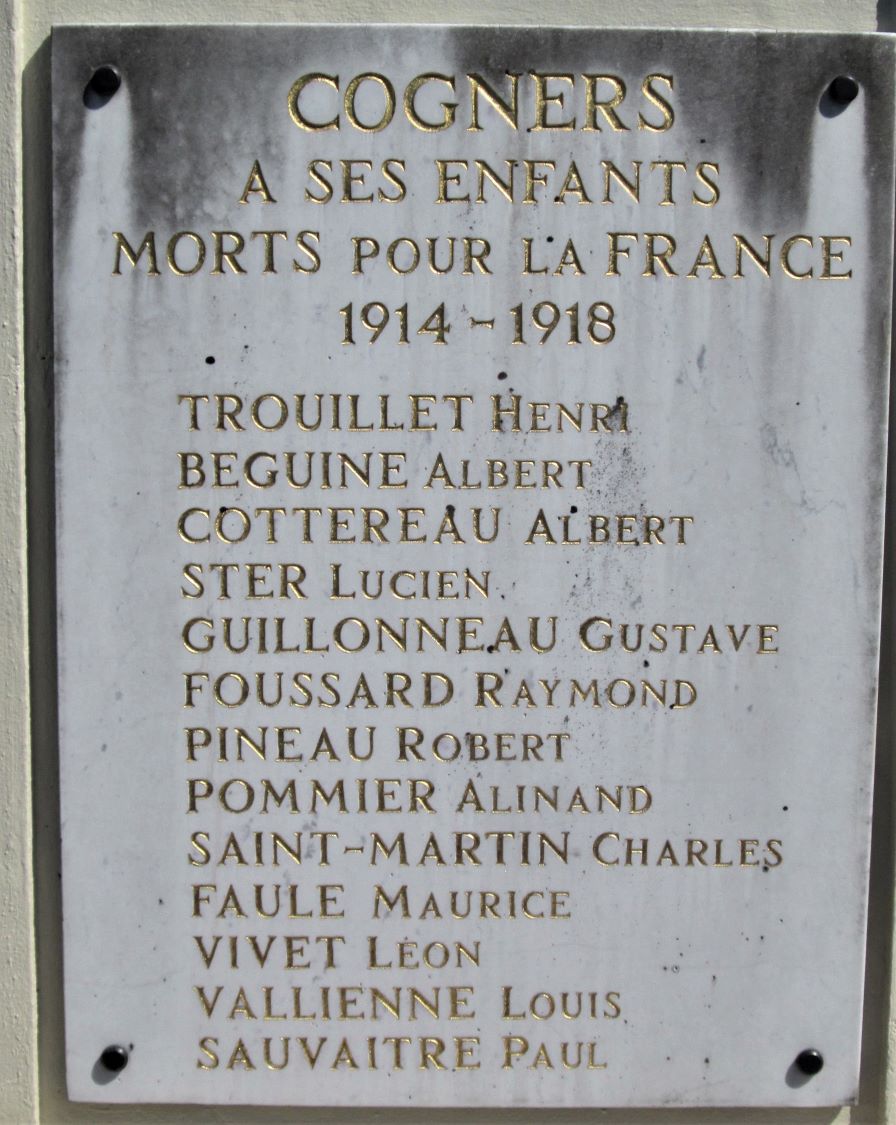 COGNERS
A SES ENFANTS
MORTS POUR LA FRANCE
1914 - 1918
TROUILLET HENRI
BEGUINE ALBERT
COTTEREAU ALBERT
STER LUCIEN
GUILLONNEAU GUSTAVE
FOUSSARD RAYMOND
PINEAU ROBERT
POMMIER ALINAND
SAINT-MARTIN CHARLES
FAULE MAURICE
VIVET LÉON
VALLIENNE LOUIS
SAUVAITRE PAUL